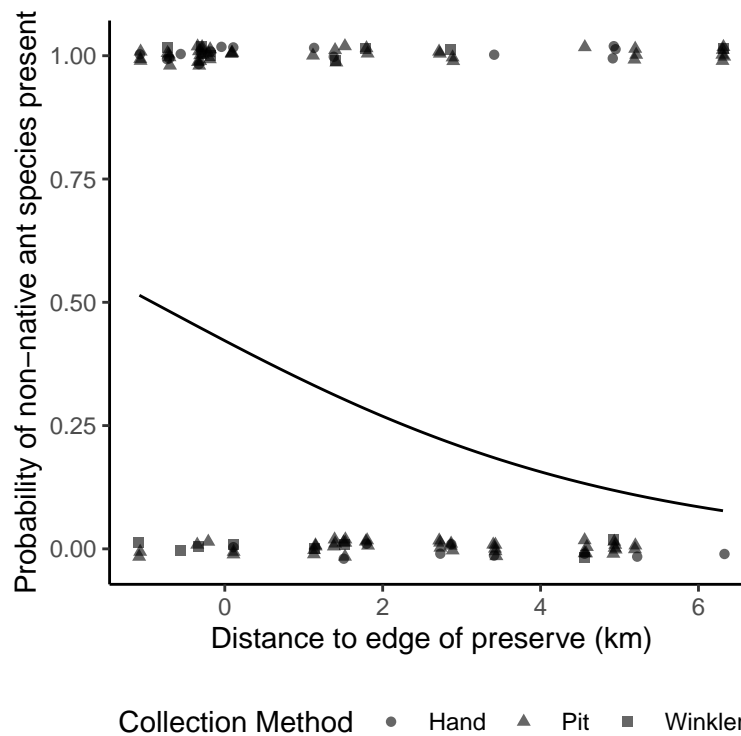 Probability of non−native ant species present
1.00
0.75
0.50
0.25
0.00
0 2 4 6
Distance to edge of preserve (km)
Collection Method Hand Pit Winkler